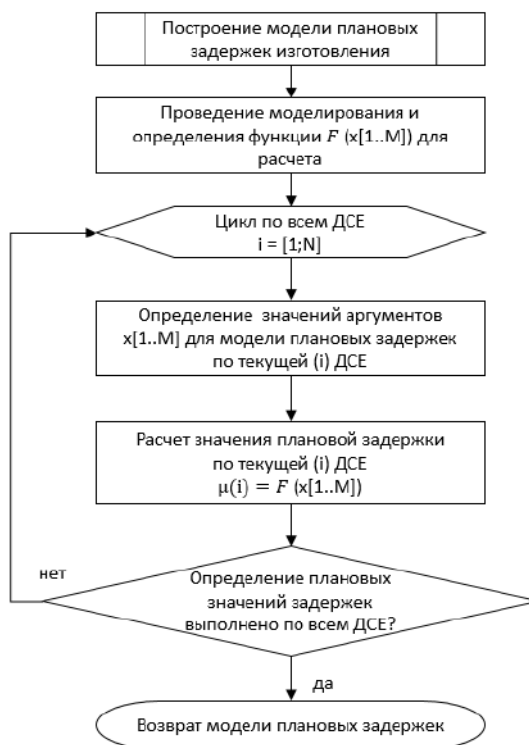 Построение модели плановых
задержек изготовления
Проведение моделирования и
определения функции F (x[1..M]) для
расчета
Цикл по всем ДСЕ
i = [1;N]
Определение значений аргументов
x[1..M] для модели плановых задержек
по текущей (i) ДСЕ
Расчет значения плановой задержки
по текущей (i) ДСЕ
μ(i) = F (x[1..M])
нет
Определение плановых
значений задержек
выполнено по всем ДСЕ?
да
Возврат модели плановых задержек